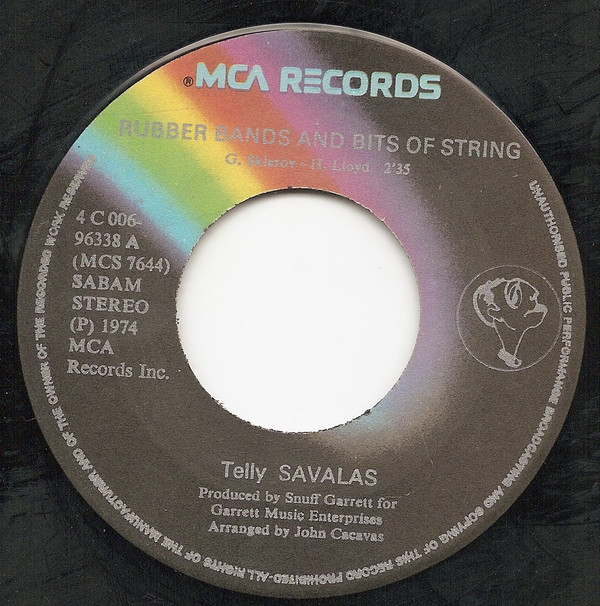 ® MCA RECORDS
RUBBER BANDS AND BITS OF STRING
G. Sklerov - H. Lloyd 2'35
4 C 006-
96338 A
(MCS 7644)
SABAM
STEREO
(P) 1974
MCA
Records Inc.
Telly SAVALAS
Produced by Snuff Garrett for
Garrett Music Enterprises
Arranged by John Cacavas
ALL RIGHTS OF THE MANUFACTURER AND OF THE OWNER OF THE RECORDED WORK RESERVED
UNAUTHORISED PUBLIC PERFORMANCE BROADCASTING AND COPYING OF THIS RECORD PROHIBITED-